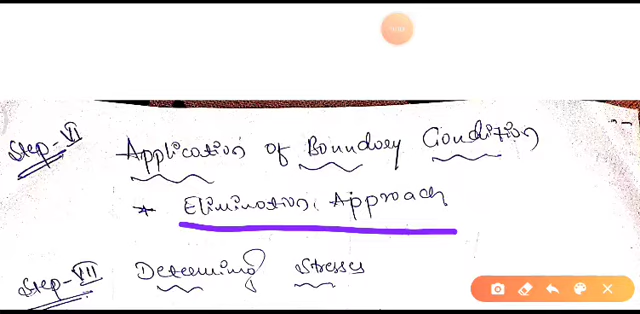 Step-VI Application of Boundary Condition
* Elimination Approach
Step-VII Determining Stresses